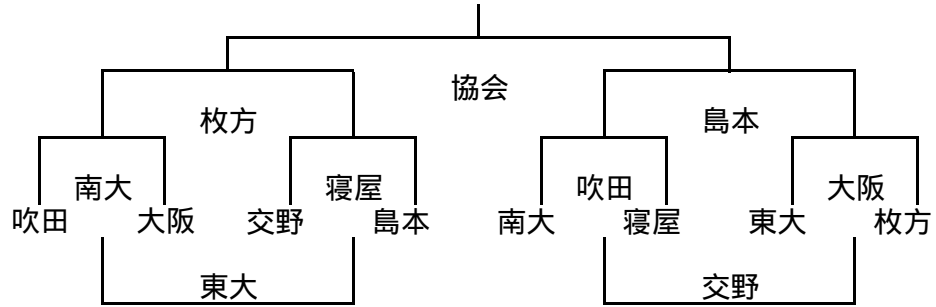 協会
枚方 島本
南大 寝屋 吹田 大阪
吹田 大阪 交野 島本 南大 寝屋 東大 枚方
東大 交野